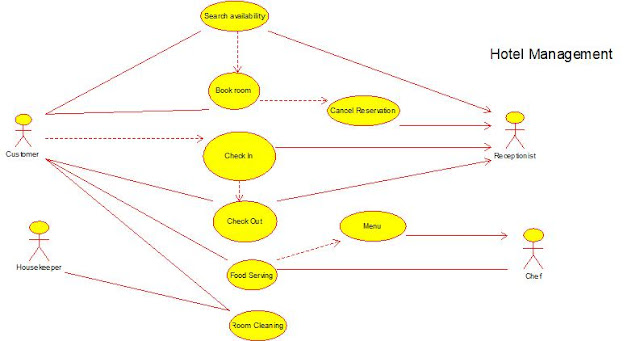 Search availability
Hotel Management
Book room
Cancel Reservation
Customer
Receptionist
Check In
Check Out
Menu
Housekeeper
Food Serving
Chef
Room Cleaning